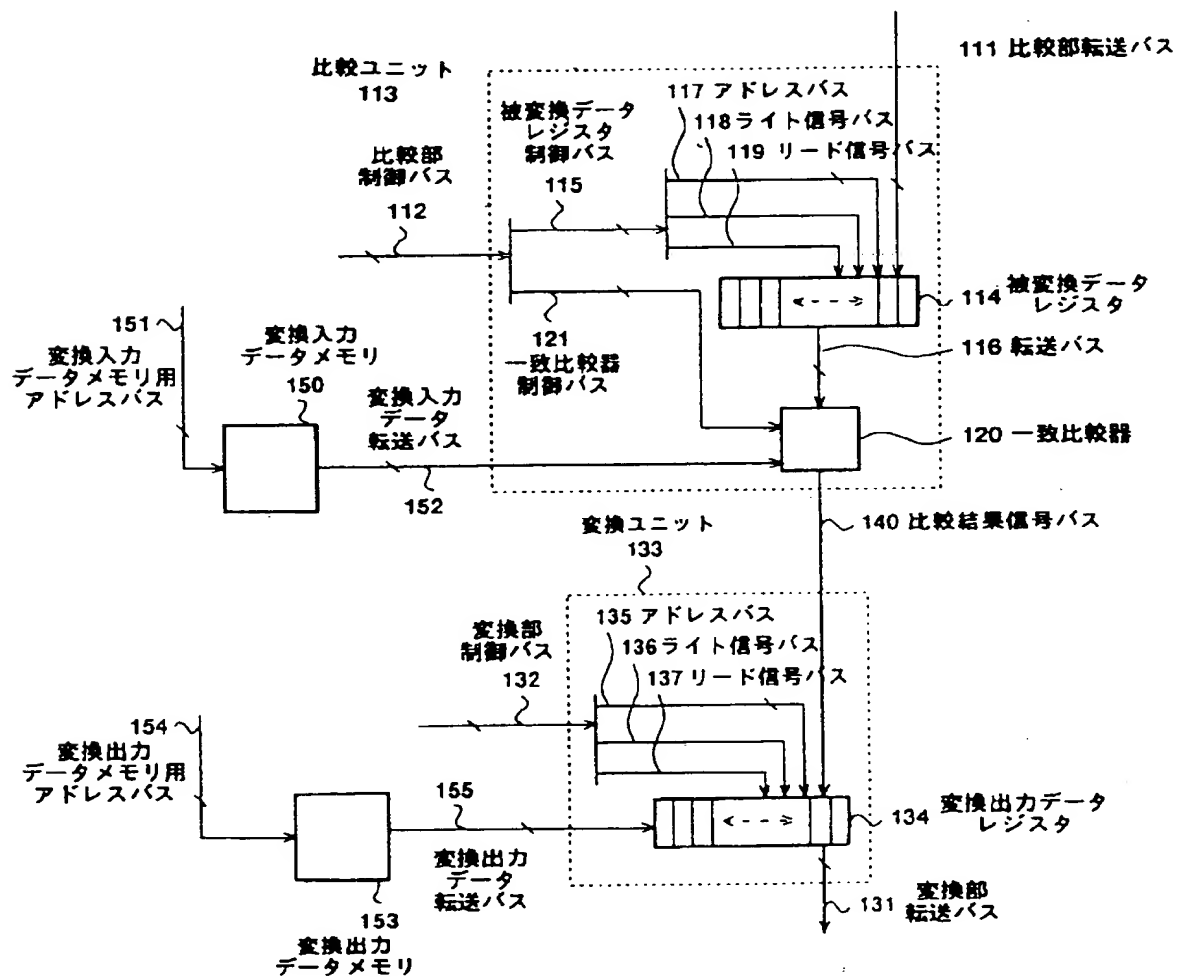 111 比較部転送バス
比較ユニット
113
117 アドレスバス
118 ライト信号バス
119 リード信号バス
被変換データ
レジスタ
制御バス
115
比較部
制御バス
112
114 被変換データ
レジスタ
116 転送バス
121
一致比較器
制御バス
120 一致比較器
151
変換入力
データメモリ用
アドレスバス
変換入力
データメモリ
150
変換入力
データ
転送バス
152
140 比較結果信号バス
変換ユニット
133
135 アドレスバス
136 ライト信号バス
137 リード信号バス
変換部
制御バス
132
154
変換出力
データメモリ用
アドレスバス
155
変換出力
データ
転送バス
134 変換出力データ
レジスタ
153
変換出力
データメモリ
131 変換部
転送バス